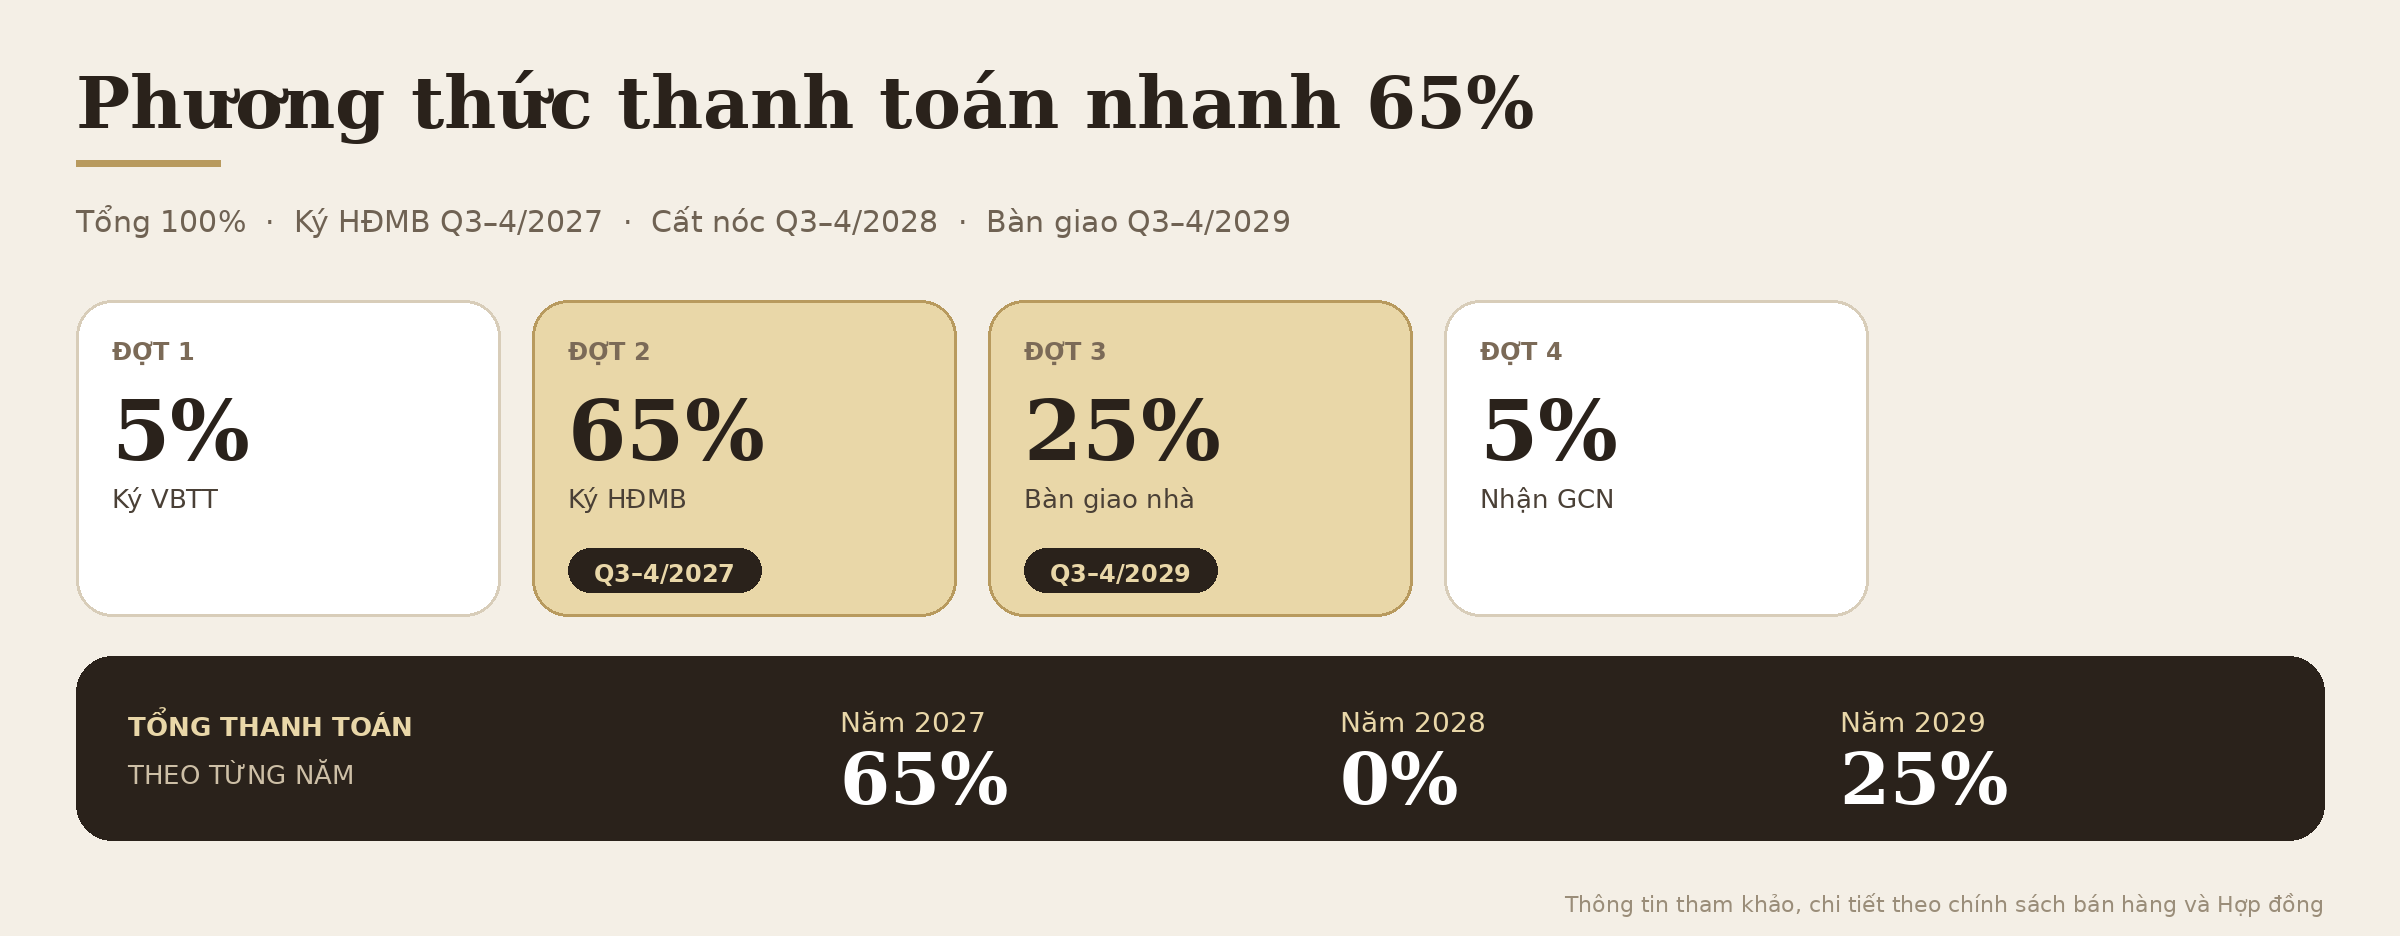 Phương thức thanh toán nhanh 65%
Tổng 100% · Ký HĐMB Q3–4/2027 · Cất nóc Q3–4/2028 · Bàn giao Q3–4/2029
ĐỢT 1
5%
Ký VBTT
ĐỢT 2
65%
Ký HĐMB
Q3–4/2027
ĐỢT 3
25%
Bàn giao nhà
Q3–4/2029
ĐỢT 4
5%
Nhận GCN
TỔNG THANH TOÁN
THEO TỪNG NĂM
Năm 2027
65%
Năm 2028
0%
Năm 2029
25%
Thông tin tham khảo, chi tiết theo chính sách bán hàng và Hợp đồng